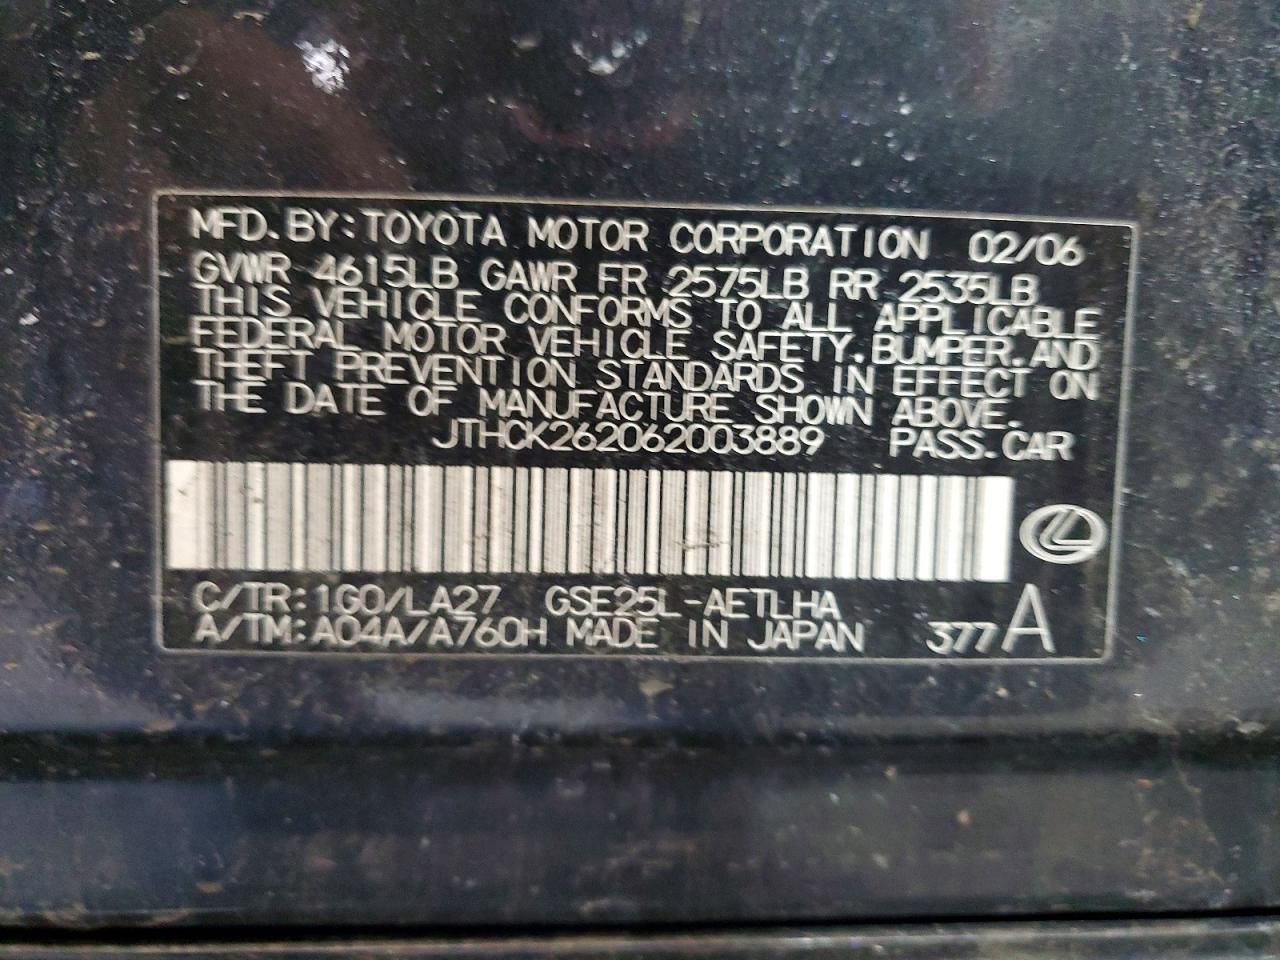 MFD. BY: TOYOTA MOTOR CORPORATION 02/06
GVWR 4615LB GAWR FR 2575LB RR 2535LB
THIS VEHICLE CONFORMS TO ALL APPLICABLE
FEDERAL MOTOR VEHICLE SAFETY, BUMPER, AND
THEFT PREVENTION STANDARDS IN EFFECT ON
THE DATE OF MANUFACTURE SHOWN ABOVE.
JTHCK262062003889 PASS. CAR
C/TR: 1G0/LA27 GSE25L-AETLHA
A/TM: A04A/A760H MADE IN JAPAN 377 A